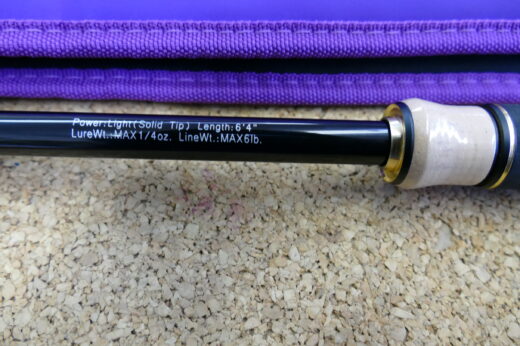 Power:Light(Solid Tip) Length:6'4"
LureWt.:MAX1/4oz. LineWt.:MAX6lb.